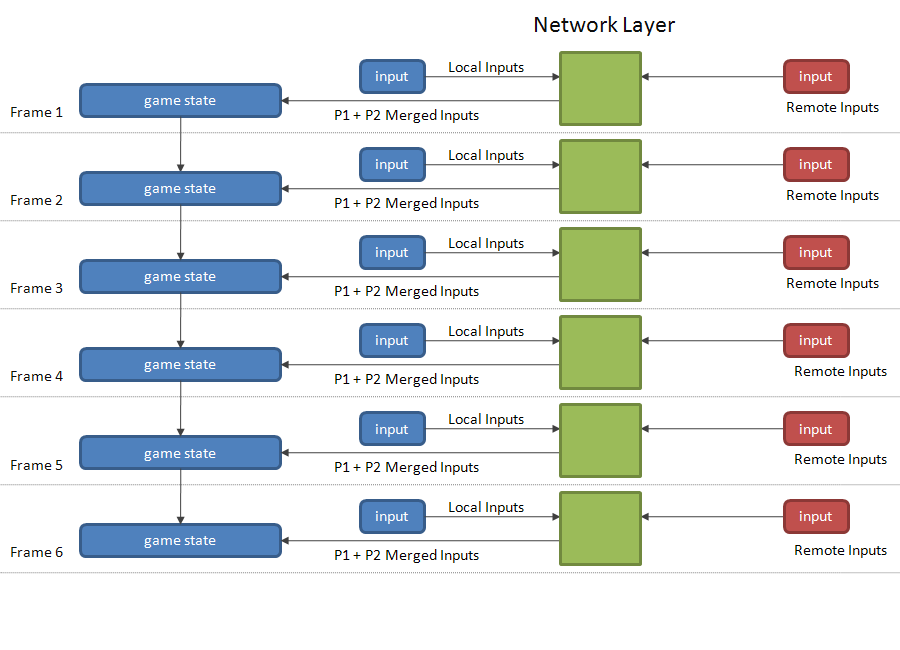 Network Layer
input
Local Inputs
input
game state
Remote Inputs
Frame 1
P1 + P2 Merged Inputs
input
Local Inputs
input
game state
Remote Inputs
Frame 2
P1 + P2 Merged Inputs
input
Local Inputs
input
game state
Remote Inputs
Frame 3
P1 + P2 Merged Inputs
input
Local Inputs
input
game state
Remote Inputs
Frame 4
P1 + P2 Merged Inputs
input
Local Inputs
input
game state
Remote Inputs
Frame 5
P1 + P2 Merged Inputs
input
Local Inputs
input
game state
Remote Inputs
Frame 6
P1 + P2 Merged Inputs